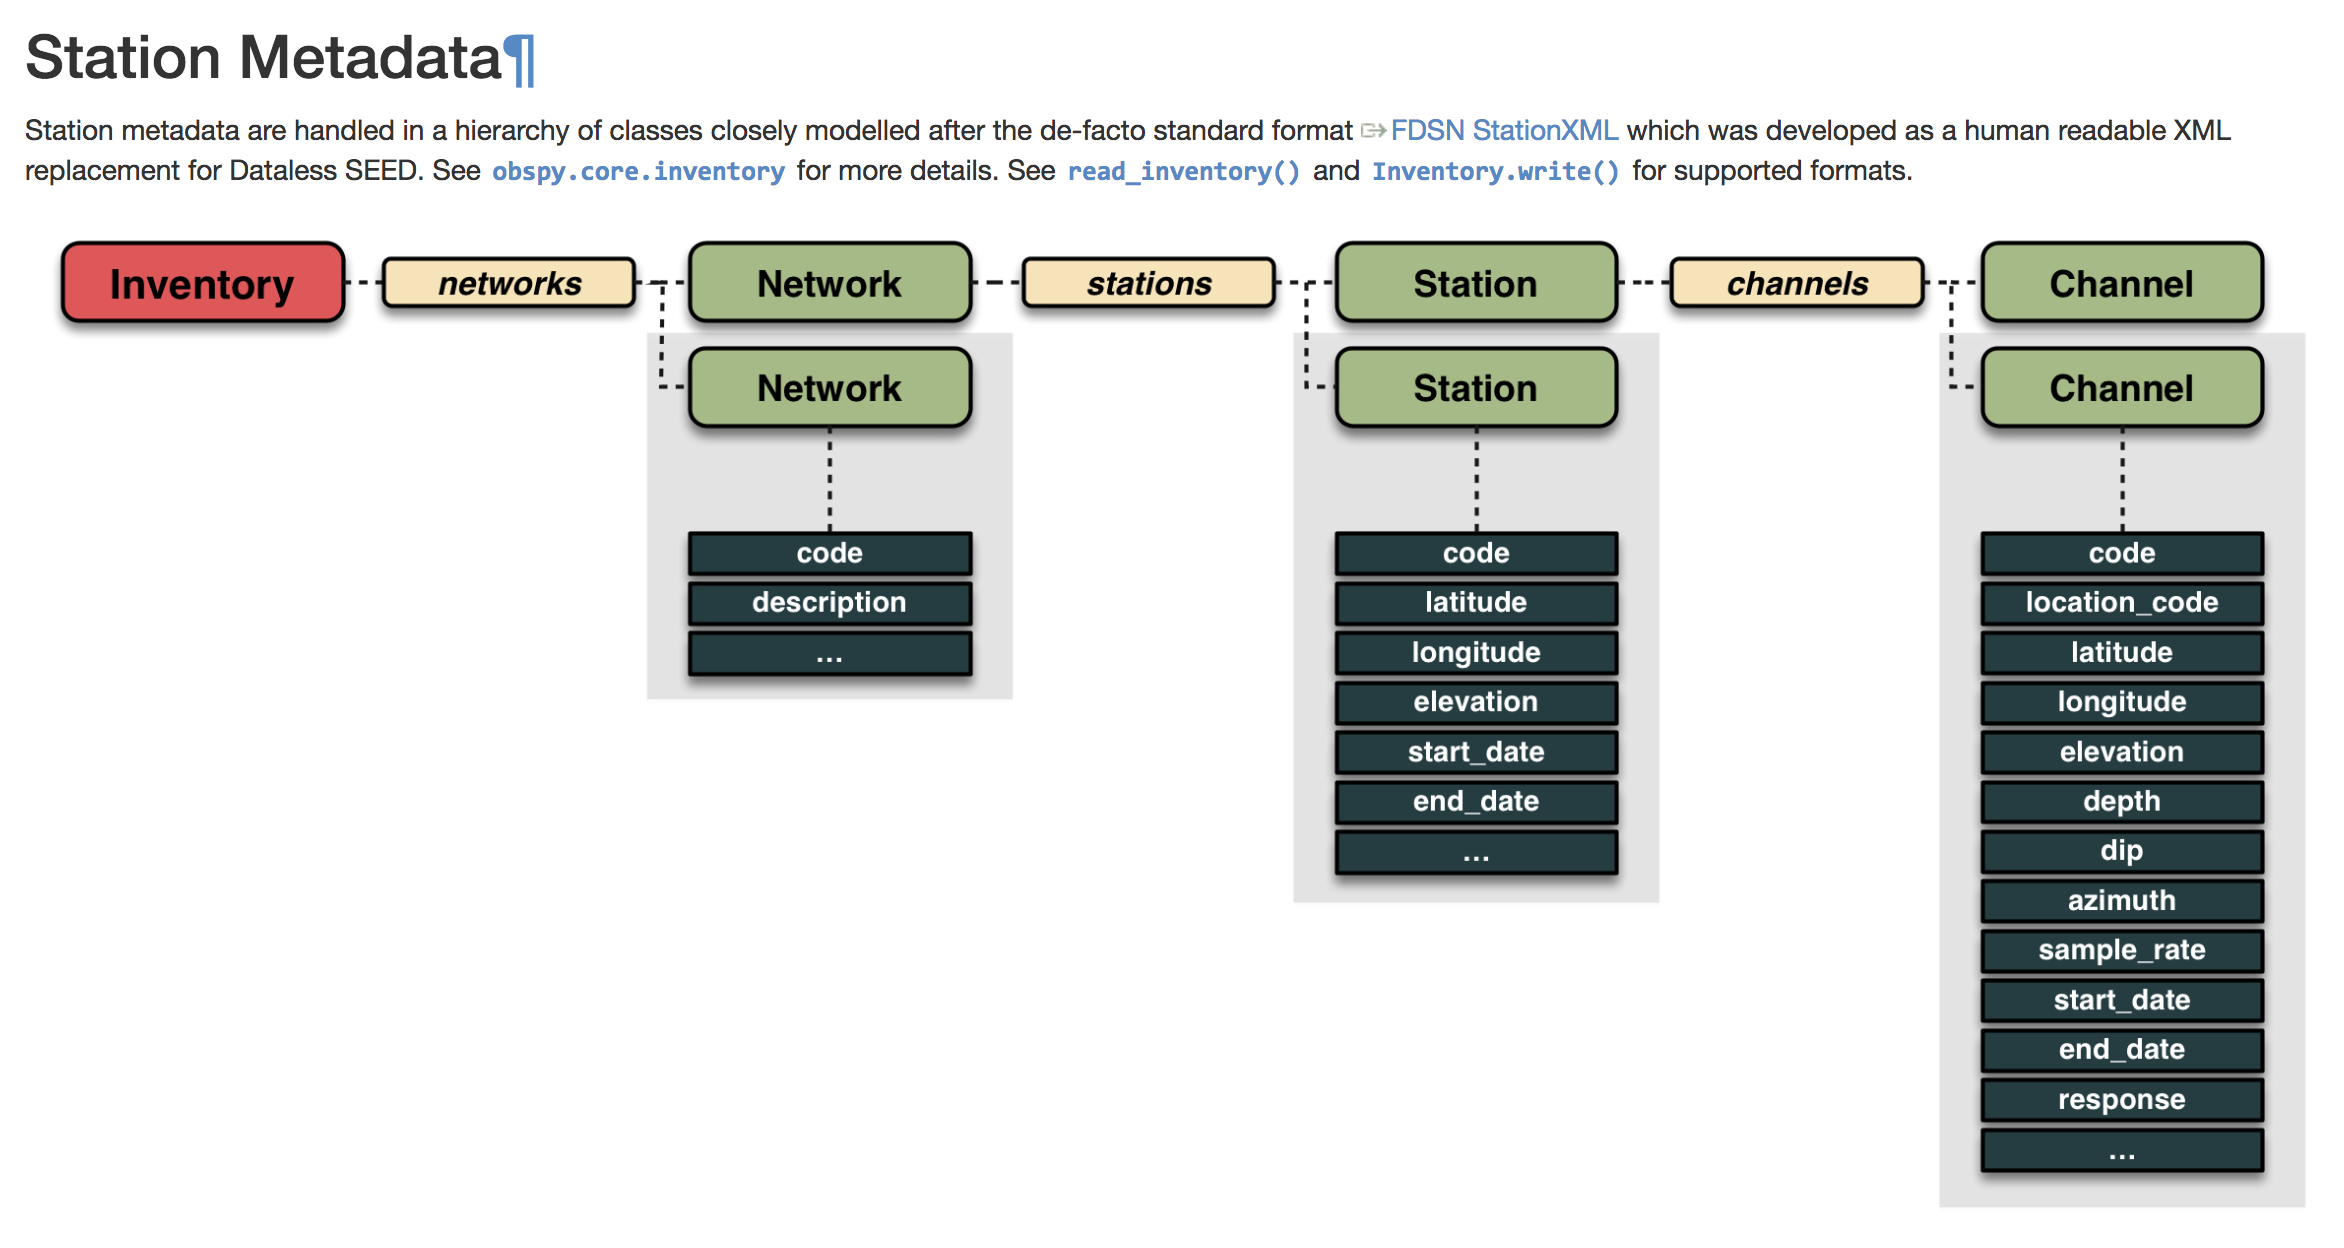 Station Metadata¶
Station metadata are handled in a hierarchy of classes closely modelled after the de-facto standard format FDSN StationXML which was developed as a human readable XML
replacement for Dataless SEED. See obspy.core.inventory for more details. See read_inventory() and Inventory.write() for supported formats.
Inventory networks Network stations Station channels Channel
Network Station Channel
code code code
description latitude location_code
... longitude latitude
elevation longitude
start_date elevation
end_date depth
... dip
azimuth
sample_rate
start_date
end_date
response
...